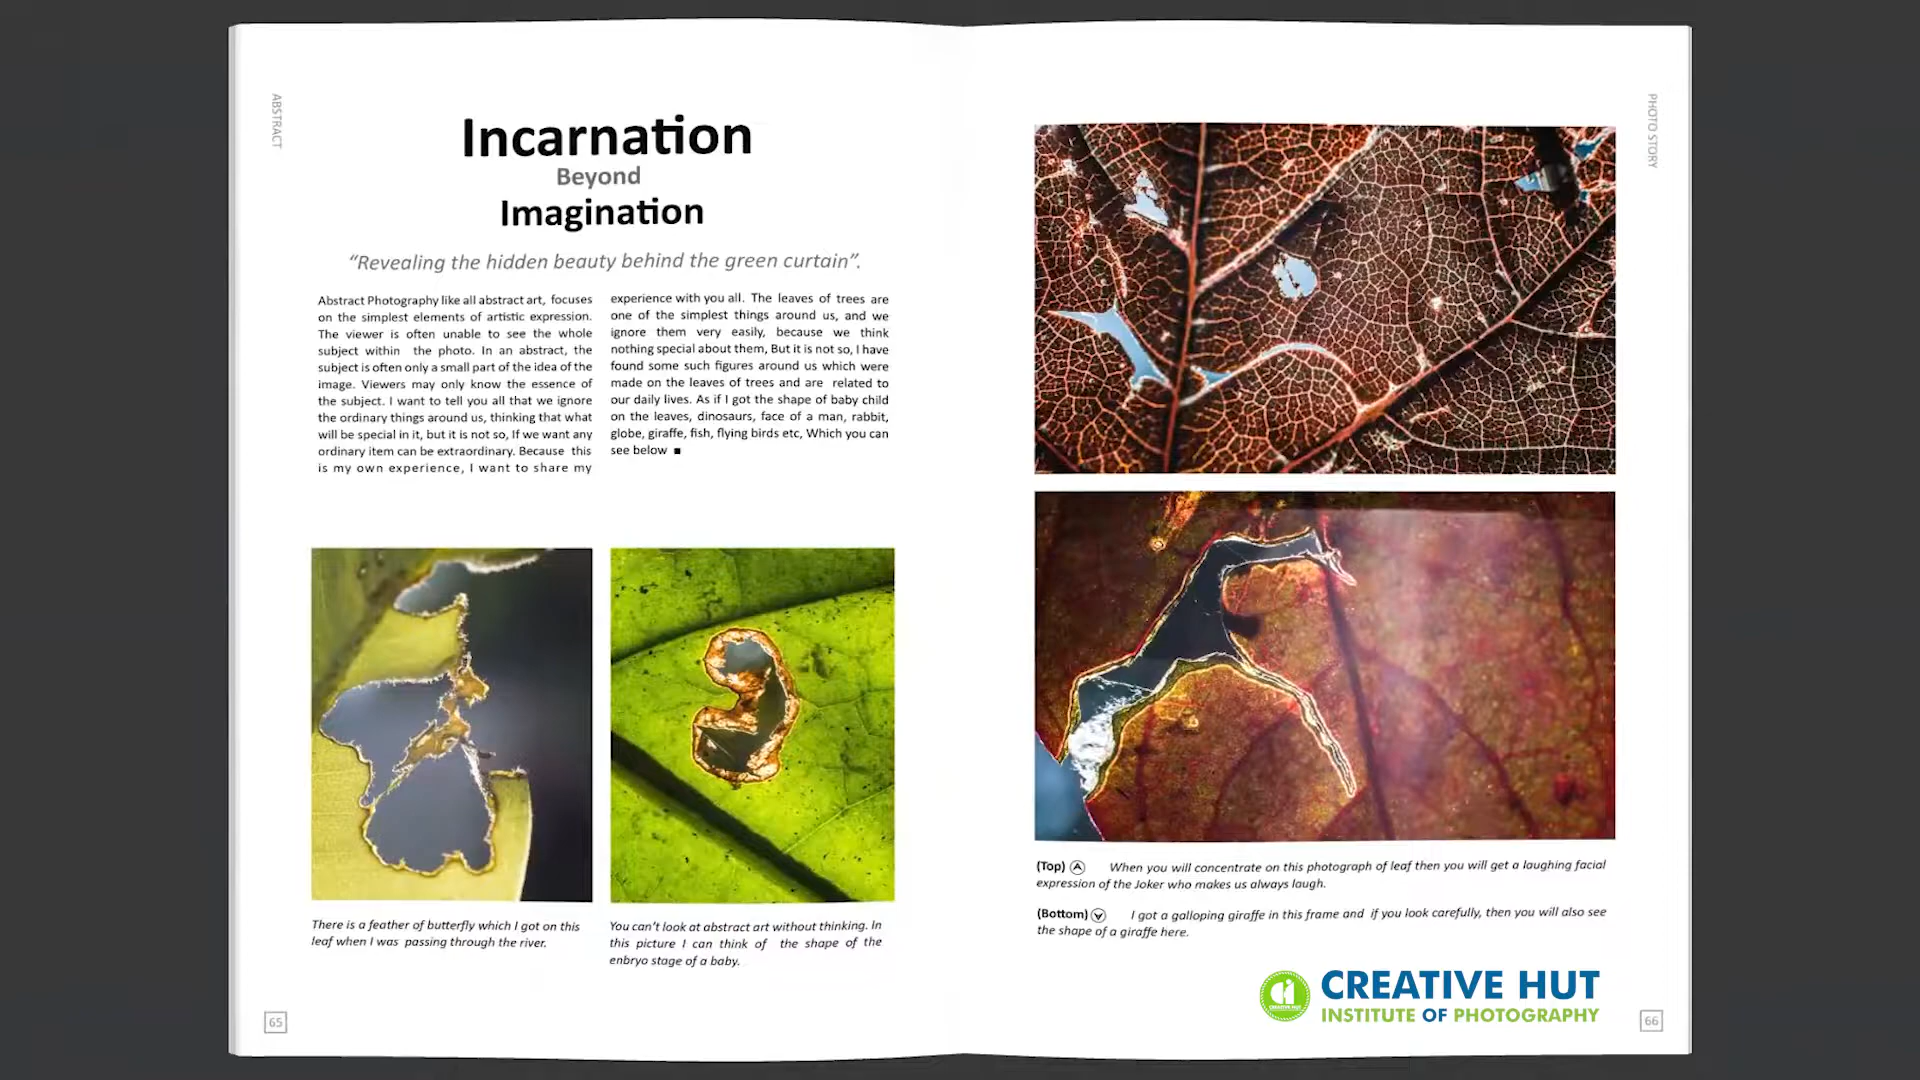 ABSTRACT
Incarnation
Beyond
Imagination
“Revealing the hidden beauty behind the green curtain”.
Abstract Photography like all abstract art, focuses
on the simplest elements of artistic expression.
The viewer is often unable to see the whole
subject within the photo. In an abstract, the
subject is often only a small part of the idea of the
image. Viewers may only know the essence of
the subject. I want to tell you all that we ignore
the ordinary things around us, thinking that what
will be special in it, but it is not so, If we want any
ordinary item can be extraordinary. Because this
is my own experience, I want to share my
experience with you all. The leaves of trees are
one of the simplest things around us, and we
ignore them very easily, because we think
nothing special about them, But it is not so, I have
found some such figures around us which were
made on the leaves of trees and are related to
our daily lives. As if I got the shape of baby child
on the leaves, dinosaurs, face of a man, rabbit,
globe, giraffe, fish, flying birds etc, Which you can
see below ■
There is a feather of butterfly which I got on this
leaf when I was passing through the river.
You can't look at abstract art without thinking. In
this picture I can think of the shape of the
enbryo stage of a baby.
65
PHOTO STORY
(Top) When you will concentrate on this photograph of leaf then you will get a laughing facial
expression of the Joker who makes us always laugh.
(Bottom) I got a galloping giraffe in this frame and if you look carefully, then you will also see
the shape of a giraffe here.
CREATIVE HUT
INSTITUTE OF PHOTOGRAPHY
66